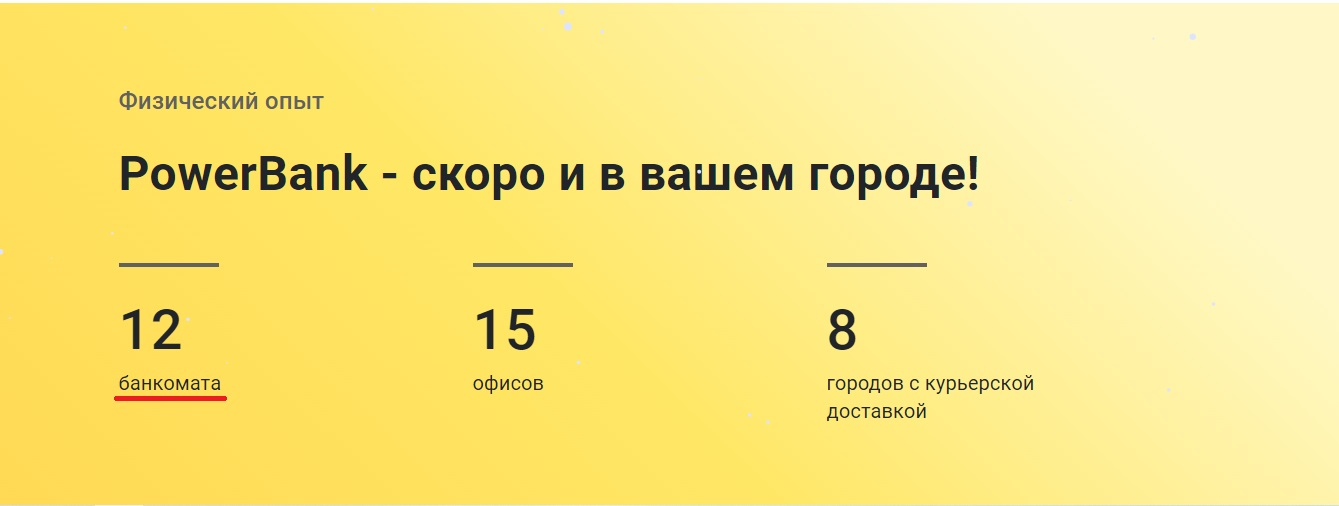 Физический опыт
PowerBank - скоро и в вашем городе!
12
банкомата
15
офисов
8
городов с курьерской
доставкой